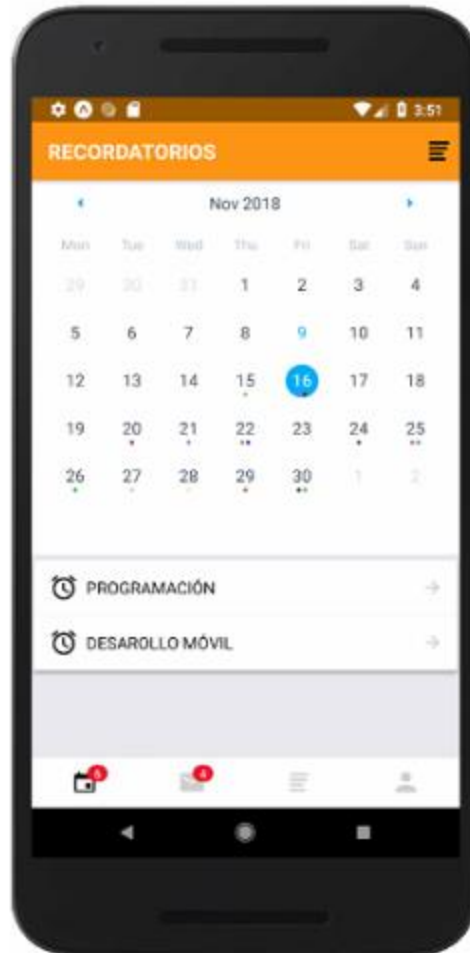 3:51
RECORDATORIOS
Nov 2018
Mon Tue Wed Thu Fri Sat Sun
29 30 31 1 2 3 4
5 6 7 8 9 10 11
12 13 14 15 16 17 18
19 20 21 22 23 24 25
26 27 28 29 30 1 2
PROGRAMACIÓN
DESAROLLO MÓVIL
6 4